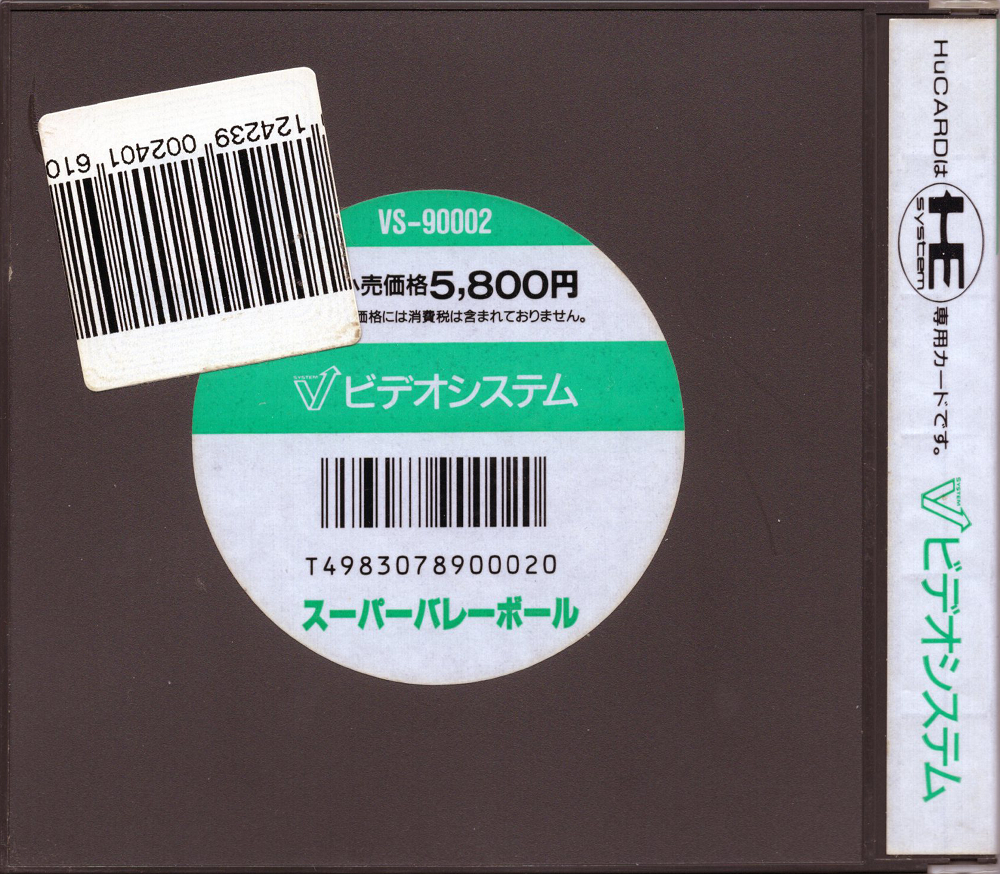 124239 002401 610
VS-90002
小売価格5,800円
価格には消費税は含まれておりません。
SYSTEM
V ビデオシステム
T4983078900020
スーパーバレーボール
HuCARDは
HE
system
専用カードです。
SYSTEM
V ビデオシステム